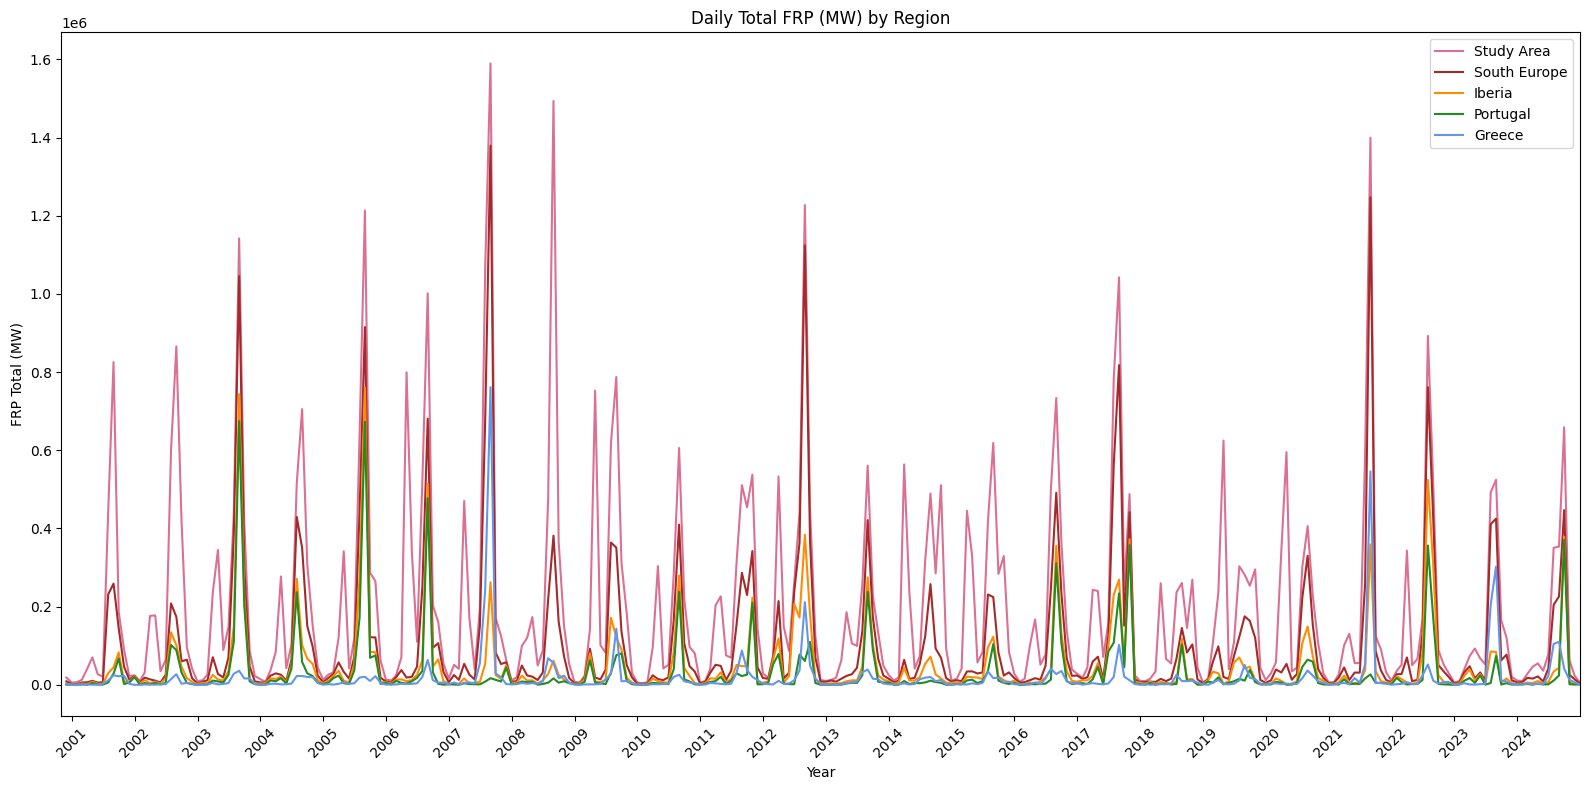 Daily Total FRP (MW) by Region
1e6
Study Area
South Europe
Iberia
Portugal
Greece
FRP Total (MW)
1.6
1.4
1.2
1.0
0.8
0.6
0.4
0.2
0.0
2001 2002 2003 2004 2005 2006 2007 2008 2009 2010 2011 2012 2013 2014 2015 2016 2017 2018 2019 2020 2021 2022 2023 2024
Year